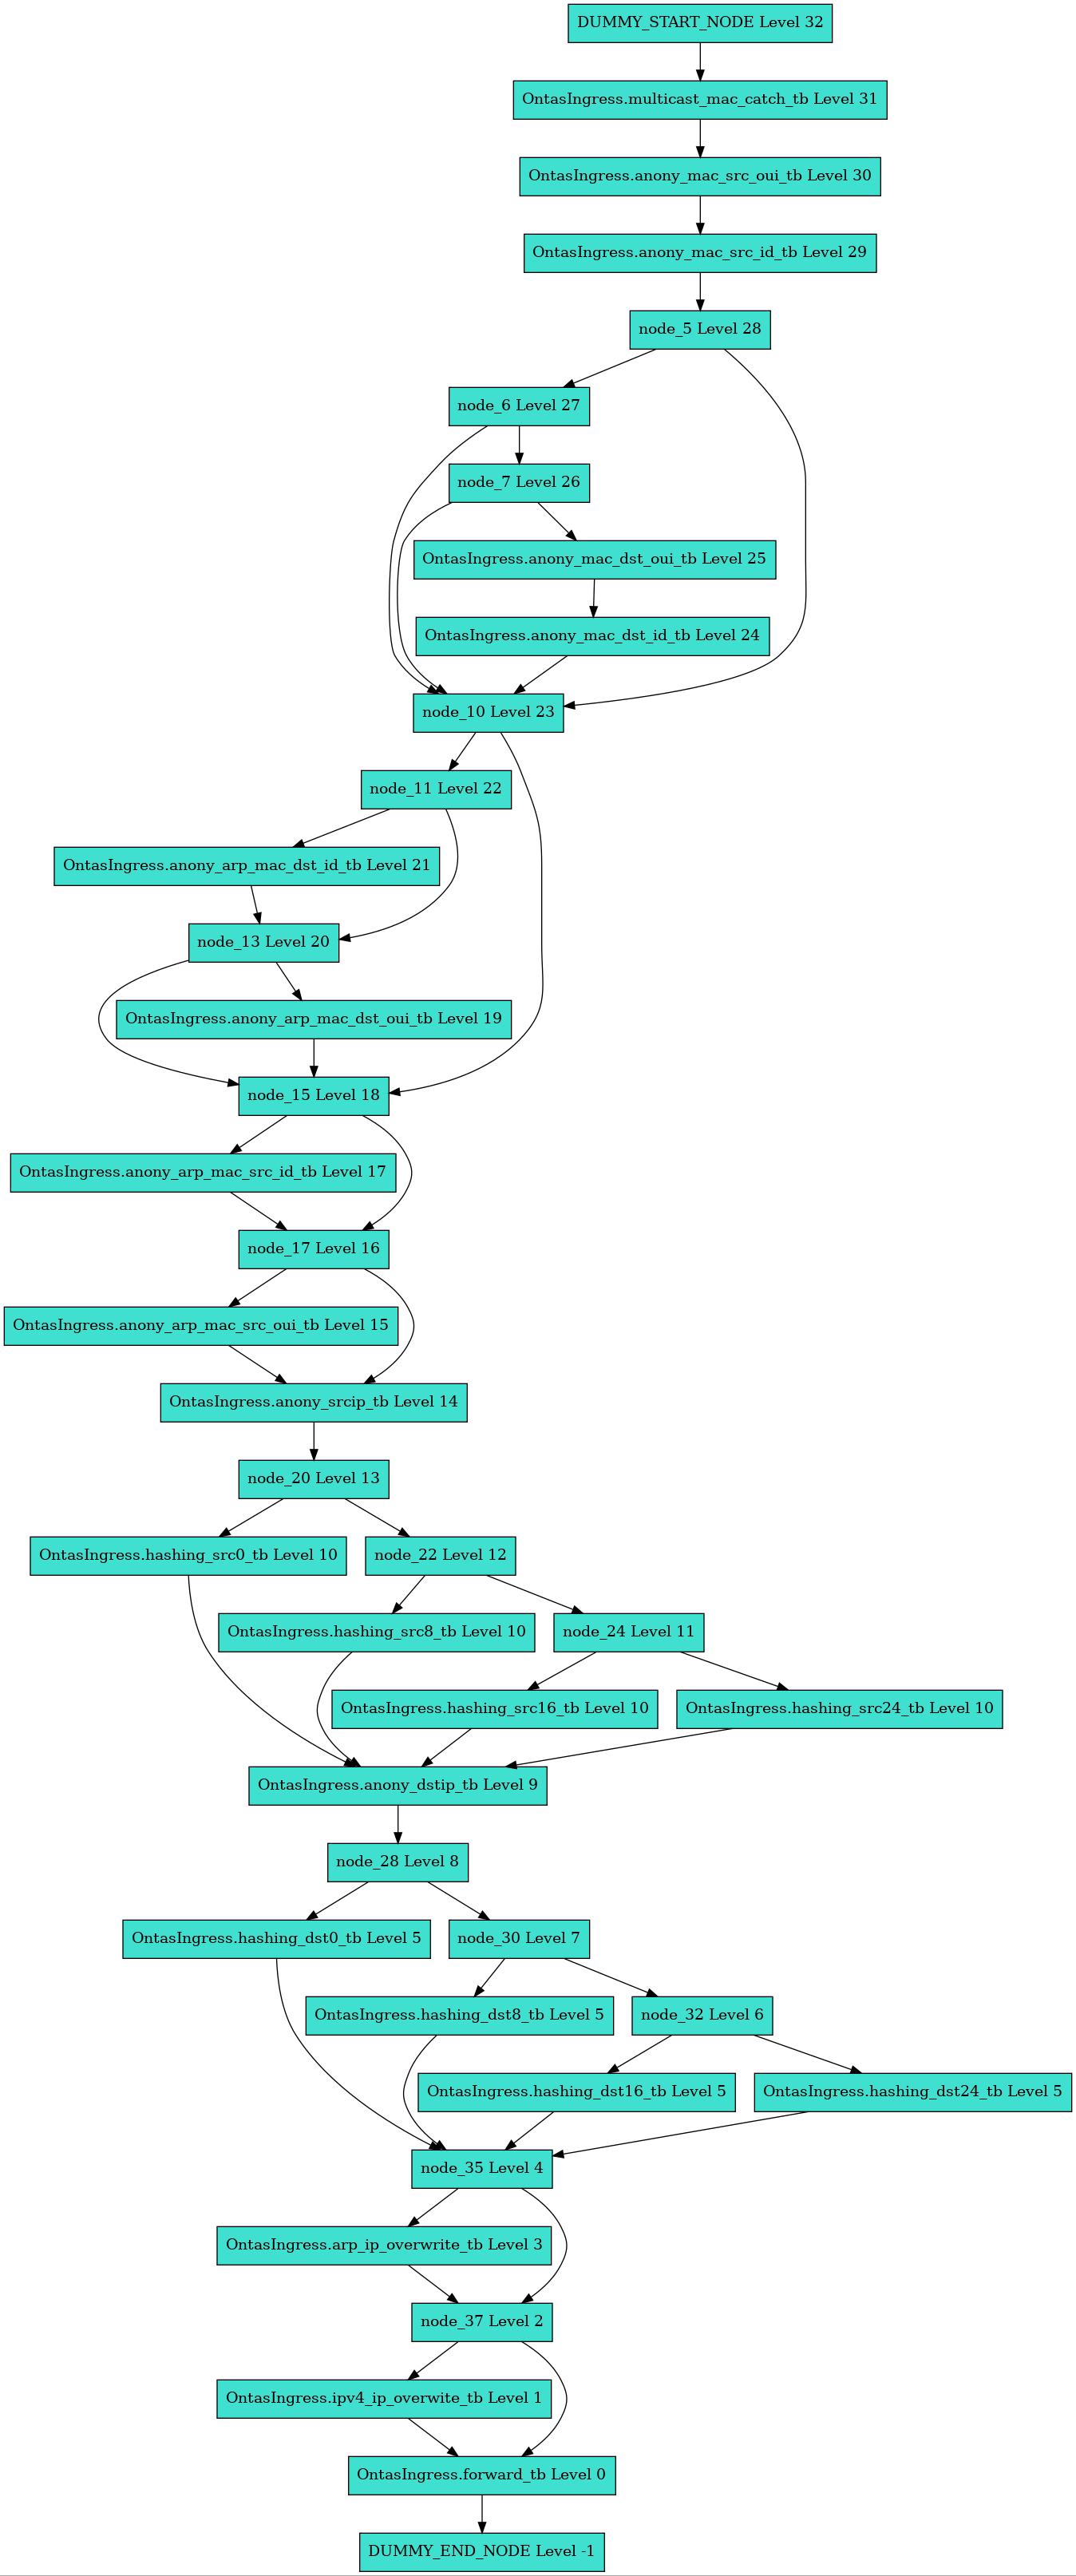 DUMMY_START_NODE Level 32
OntasIngress.multicast_mac_catch_tb Level 31
OntasIngress.anony_mac_src_oui_tb Level 30
OntasIngress.anony_mac_src_id_tb Level 29
node_5 Level 28
node_6 Level 27
node_7 Level 26
OntasIngress.anony_mac_dst_oui_tb Level 25
OntasIngress.anony_mac_dst_id_tb Level 24
node_10 Level 23
node_11 Level 22
OntasIngress.anony_arp_mac_dst_id_tb Level 21
node_13 Level 20
OntasIngress.anony_arp_mac_dst_oui_tb Level 19
node_15 Level 18
OntasIngress.anony_arp_mac_src_id_tb Level 17
node_17 Level 16
OntasIngress.anony_arp_mac_src_oui_tb Level 15
OntasIngress.anony_srcip_tb Level 14
node_20 Level 13
OntasIngress.hashing_src0_tb Level 10
node_22 Level 12
OntasIngress.hashing_src8_tb Level 10
node_24 Level 11
OntasIngress.hashing_src16_tb Level 10
OntasIngress.hashing_src24_tb Level 10
OntasIngress.anony_dstip_tb Level 9
node_28 Level 8
OntasIngress.hashing_dst0_tb Level 5
node_30 Level 7
OntasIngress.hashing_dst8_tb Level 5
node_32 Level 6
OntasIngress.hashing_dst16_tb Level 5
OntasIngress.hashing_dst24_tb Level 5
node_35 Level 4
OntasIngress.arp_ip_overwrite_tb Level 3
node_37 Level 2
OntasIngress.ipv4_ip_overwite_tb Level 1
OntasIngress.forward_tb Level 0
DUMMY_END_NODE Level -1